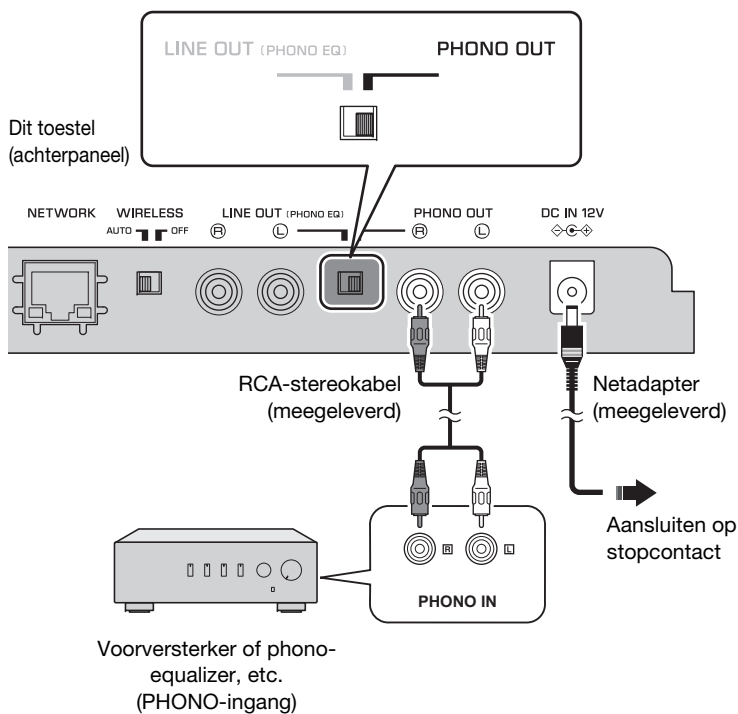 LINE OUT (PHONO EQ) PHONO OUT
Dit toestel
(achterpaneel)
NETWORK WIRELESS LINE OUT (PHONO EQ) PHONO OUT DC IN 12V
AUTO OFF R L R L
RCA-stereokabel
(meegeleverd)
Netadapter
(meegeleverd)
Aansluiten op
stopcontact
R L
PHONO IN
Voorversterker of phono-
equalizer, etc.
(PHONO-ingang)